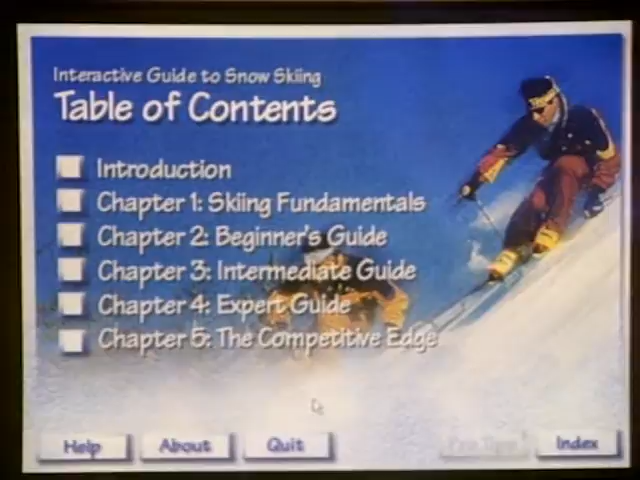 Interactive Guide to Snow Skiing
Table of Contents
Introduction
Chapter 1: Skiing Fundamentals
Chapter 2: Beginner's Guide
Chapter 3: Intermediate Guide
Chapter 4: Expert Guide
Chapter 5: The Competitive Edge
Help About Quit Index